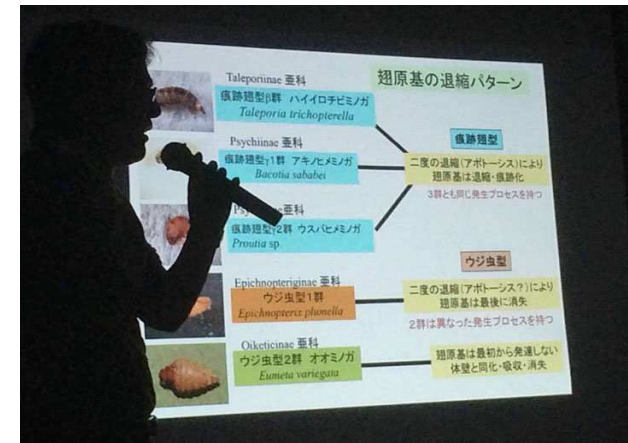 翅原基の退縮パターン
Taleporiinae 亜科
痕跡翅型β群 ハイイロチビミノガ
Taleporia trichopterella
Psychiinae 亜科
痕跡翅型γ1群 アキノヒメミノガ
Bacotia sababei
亜科
痕跡翅型γ2群 ウスバヒメミノガ
Proutia sp.
Epichnopteriginae 亜科
ウジ虫型1群
Epichnopterix plumella
Oiketicinae 亜科
ウジ虫型2群 オオミノガ
Eumeta variegata
痕跡翅型
二度の退縮(アポトーシス)により
翅原基は退縮・痕跡化
3群とも同じ発生プロセスを持つ
ウジ虫型
二度の退縮(アポトーシス?)により
翅原基は最後に消失
2群は異なった発生プロセスを持つ
翅原基は最初から発達しない
体壁と同化・吸収・消失